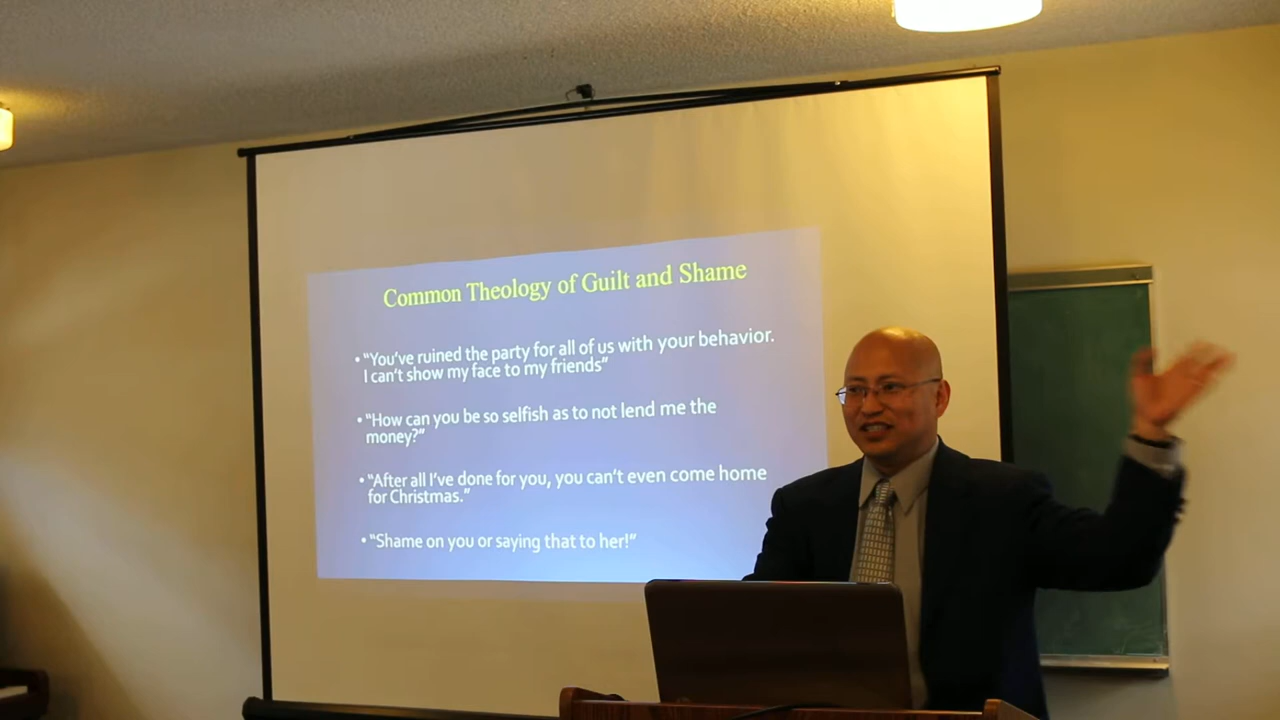 Common Theology of Guilt and Shame
• "You've ruined the party for all of us with your behavior.
I can't show my face to my friends"
• "How can you be so selfish as to not lend me the
money?"
• "After all I've done for you, you can't even come home
for Christmas."
• "Shame on you or saying that to her!"